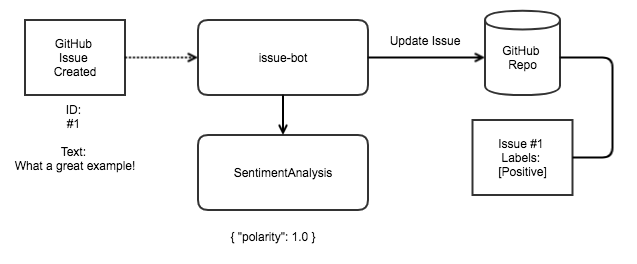 GitHub
Issue
Created
ID:
#1
Text:
What a great example!
issue-bot
SentimentAnalysis
{ "polarity": 1.0 }
Update Issue
GitHub
Repo
Issue #1
Labels:
[Positive]